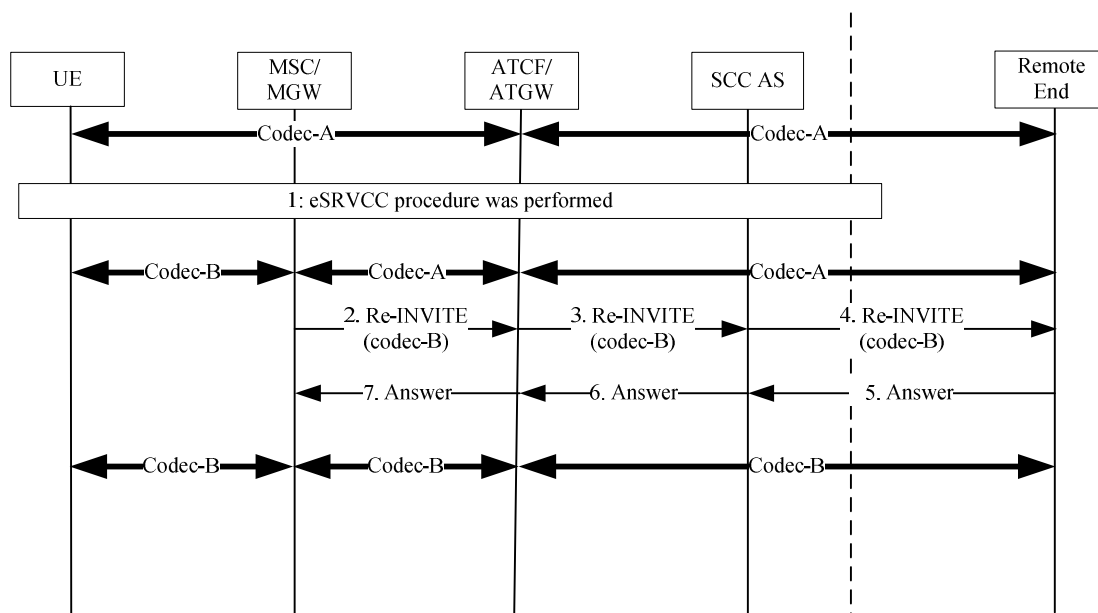 UE
MSC/
MGW
ATCF/
ATGW
SCC AS
Remote
End
Codec-A
Codec-A
1: eSRVCC procedure was performed
Codec-B
Codec-A
Codec-A
2. Re-INVITE
(codec-B)
3. Re-INVITE
(codec-B)
4. Re-INVITE
(codec-B)
7. Answer
6. Answer
5. Answer
Codec-B
Codec-B
Codec-B